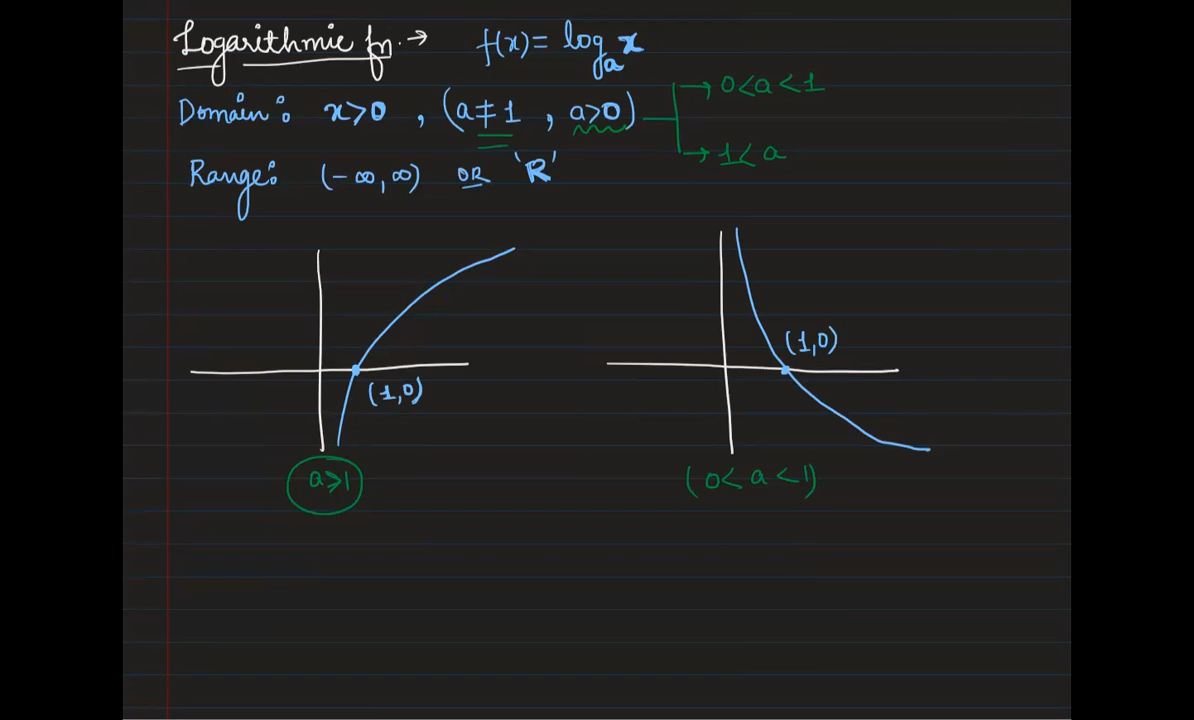 Logarithmic fn. → f(x) = logₐ x
Domain: x>0 , (a≠1 , a>0)
→ 0<a<1
→ 1<a
Range: (-∞,∞) OR 'R'
(1,0)
(1,0)
a>1
(0<a<1)